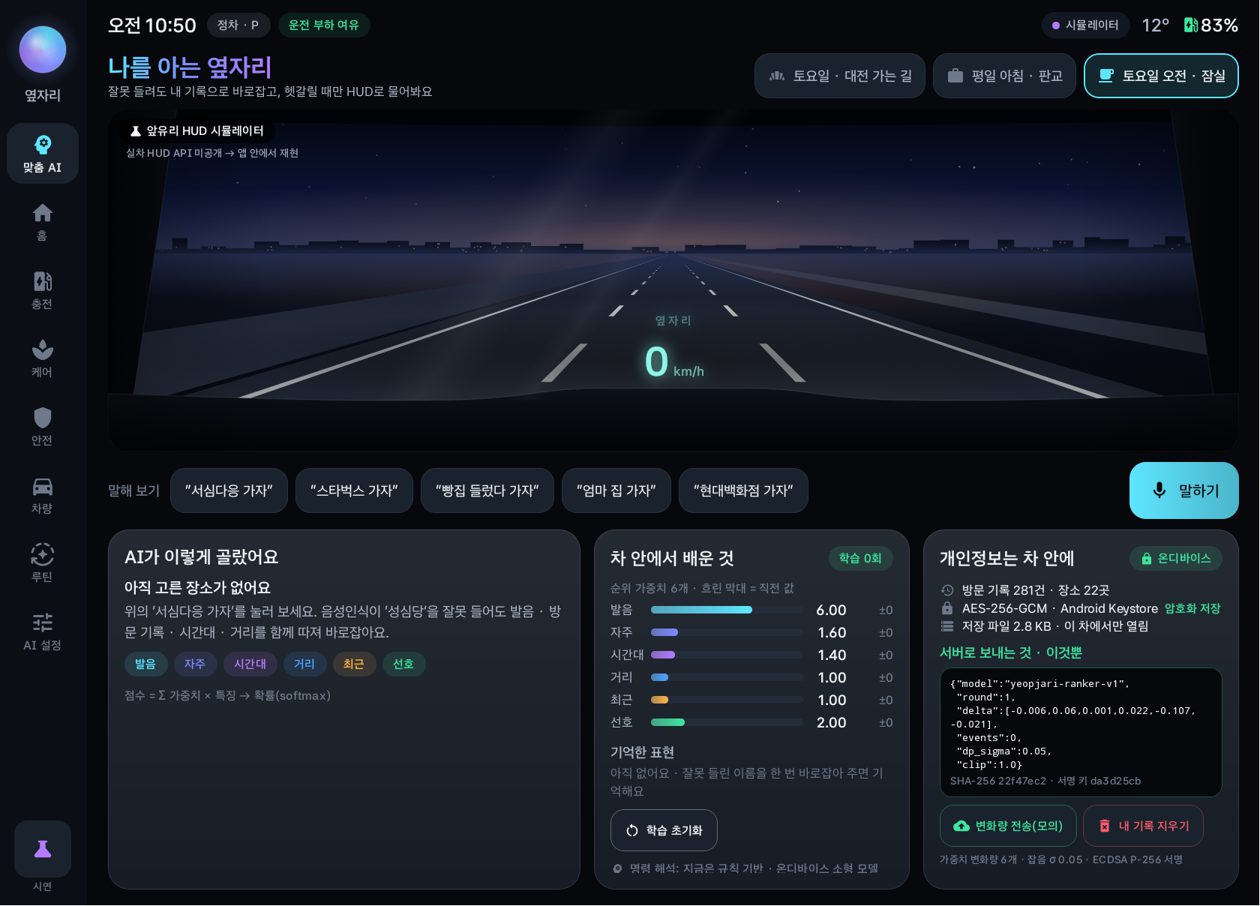 오전 10:50
정차 · P
운전 부하 여유
시뮬레이터
12°
83%
옆자리
맞춤 AI
홈
충전
케어
안전
차량
루틴
AI 설정
시연
나를 아는 옆자리
잘못 들려도 내 기록으로 바로잡고, 헷갈릴 때만 HUD로 물어봐요
토요일 · 대전 가는 길
평일 아침 · 판교
토요일 오전 · 잠실
앞유리 HUD 시뮬레이터
실차 HUD API 미공개 → 앱 안에서 재현
옆자리
0 km/h
말해 보기
“서심다응 가자”
“스타벅스 가자”
“빵집 들렀다 가자”
“엄마 집 가자”
“현대백화점 가자”
말하기
AI가 이렇게 골랐어요
아직 고른 장소가 없어요
위의 ‘서심다응 가자’를 눌러 보세요. 음성인식이 ‘성심당’을 잘못 들어도 발음 · 방
문 기록 · 시간대 · 거리를 함께 따져 바로잡아요.
발음
자주
시간대
거리
최근
선호
점수 = Σ 가중치 × 특징 → 확률(softmax)
차 안에서 배운 것
학습 0회
순위 가중치 6개 · 흐린 막대 = 직전 값
발음 6.00 ±0
자주 1.60 ±0
시간대 1.40 ±0
거리 1.00 ±0
최근 1.00 ±0
선호 2.00 ±0
기억한 표현
아직 없어요 · 잘못 들린 이름을 한 번 바로잡아 주면 기
억해요
학습 초기화
명령 해석: 지금은 규칙 기반 · 온디바이스 소형 모델
개인정보는 차 안에
온디바이스
방문 기록 281건 · 장소 22곳
AES-256-GCM · Android Keystore 암호화 저장
저장 파일 2.8 KB · 이 차에서만 열림
서버로 보내는 것 · 이것뿐
{"model":"yeopjari-ranker-v1",
"round":1,
"delta":[-0.006,0.06,0.001,0.022,-0.107,
-0.021],
"events":0,
"dp_sigma":0.05,
"clip":1.0}
SHA-256 22f47ec2 · 서명 키 da3d25cb
변화량 전송(모의)
내 기록 지우기
가중치 변화량 6개 · 잡음 σ 0.05 · ECDSA P-256 서명